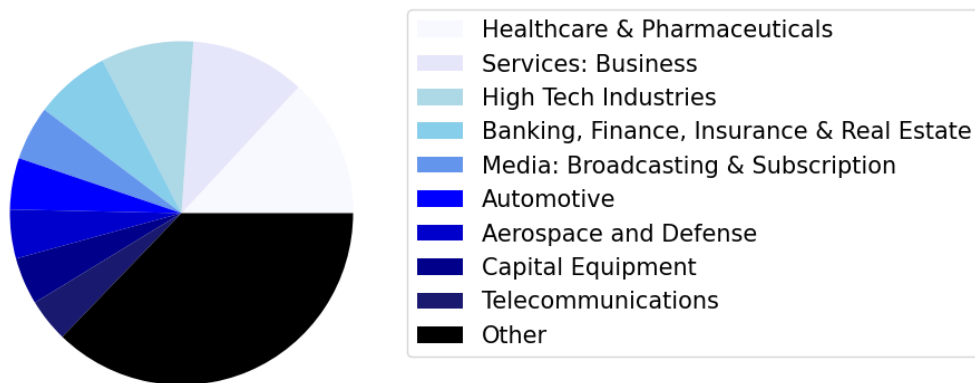 Healthcare & Pharmaceuticals
Services: Business
High Tech Industries
Banking, Finance, Insurance & Real Estate
Media: Broadcasting & Subscription
Automotive
Aerospace and Defense
Capital Equipment
Telecommunications
Other